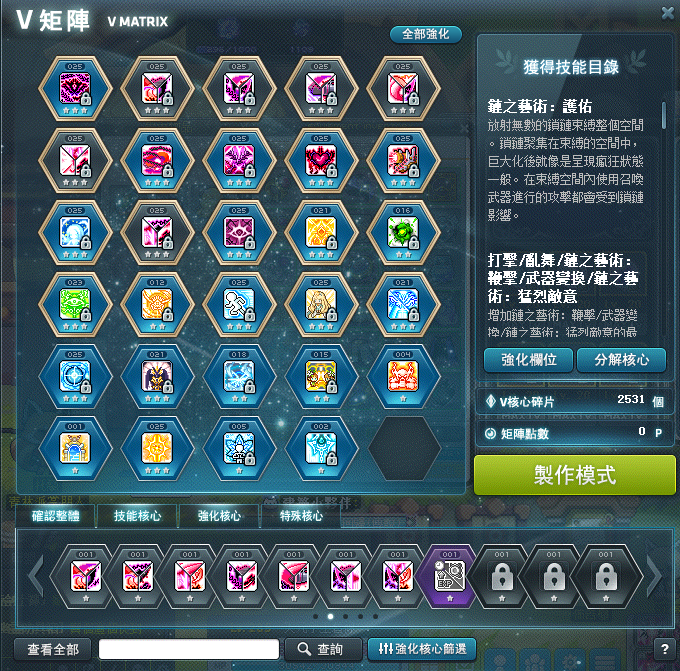 V 矩陣 V MATRIX
全部強化
獲得技能目錄
025 025 025 025 025
鏈之藝術：護佑
放射無數的鎖鏈束縛整個空間
。鎖鏈聚集在束縛的空間中，
巨大化後就像是呈現瘋狂狀態
一般。在束縛空間內使用召喚
武器進行的攻擊都會受到鎖鏈
影響。
025 025 025 025 025
025 025 025 021 016
打擊/亂舞/鏈之藝術：
鞭擊/武器變換/鏈之藝
術：猛烈敵意
增加鏈之藝術：鞭擊/武器變
換/鏈之藝術：猛烈敵意的最
023 012 025 025 021
強化欄位 分解核心
025 021 018 015 004
V核心碎片 2531 個
矩陣點數 0 P
001 025 005 002
製作模式
確認整體 技能核心 強化核心 特殊核心
001 001 001 001 001 001 001 001 001 001 001
EXP
查看全部 查詢 強化核心篩選 ?